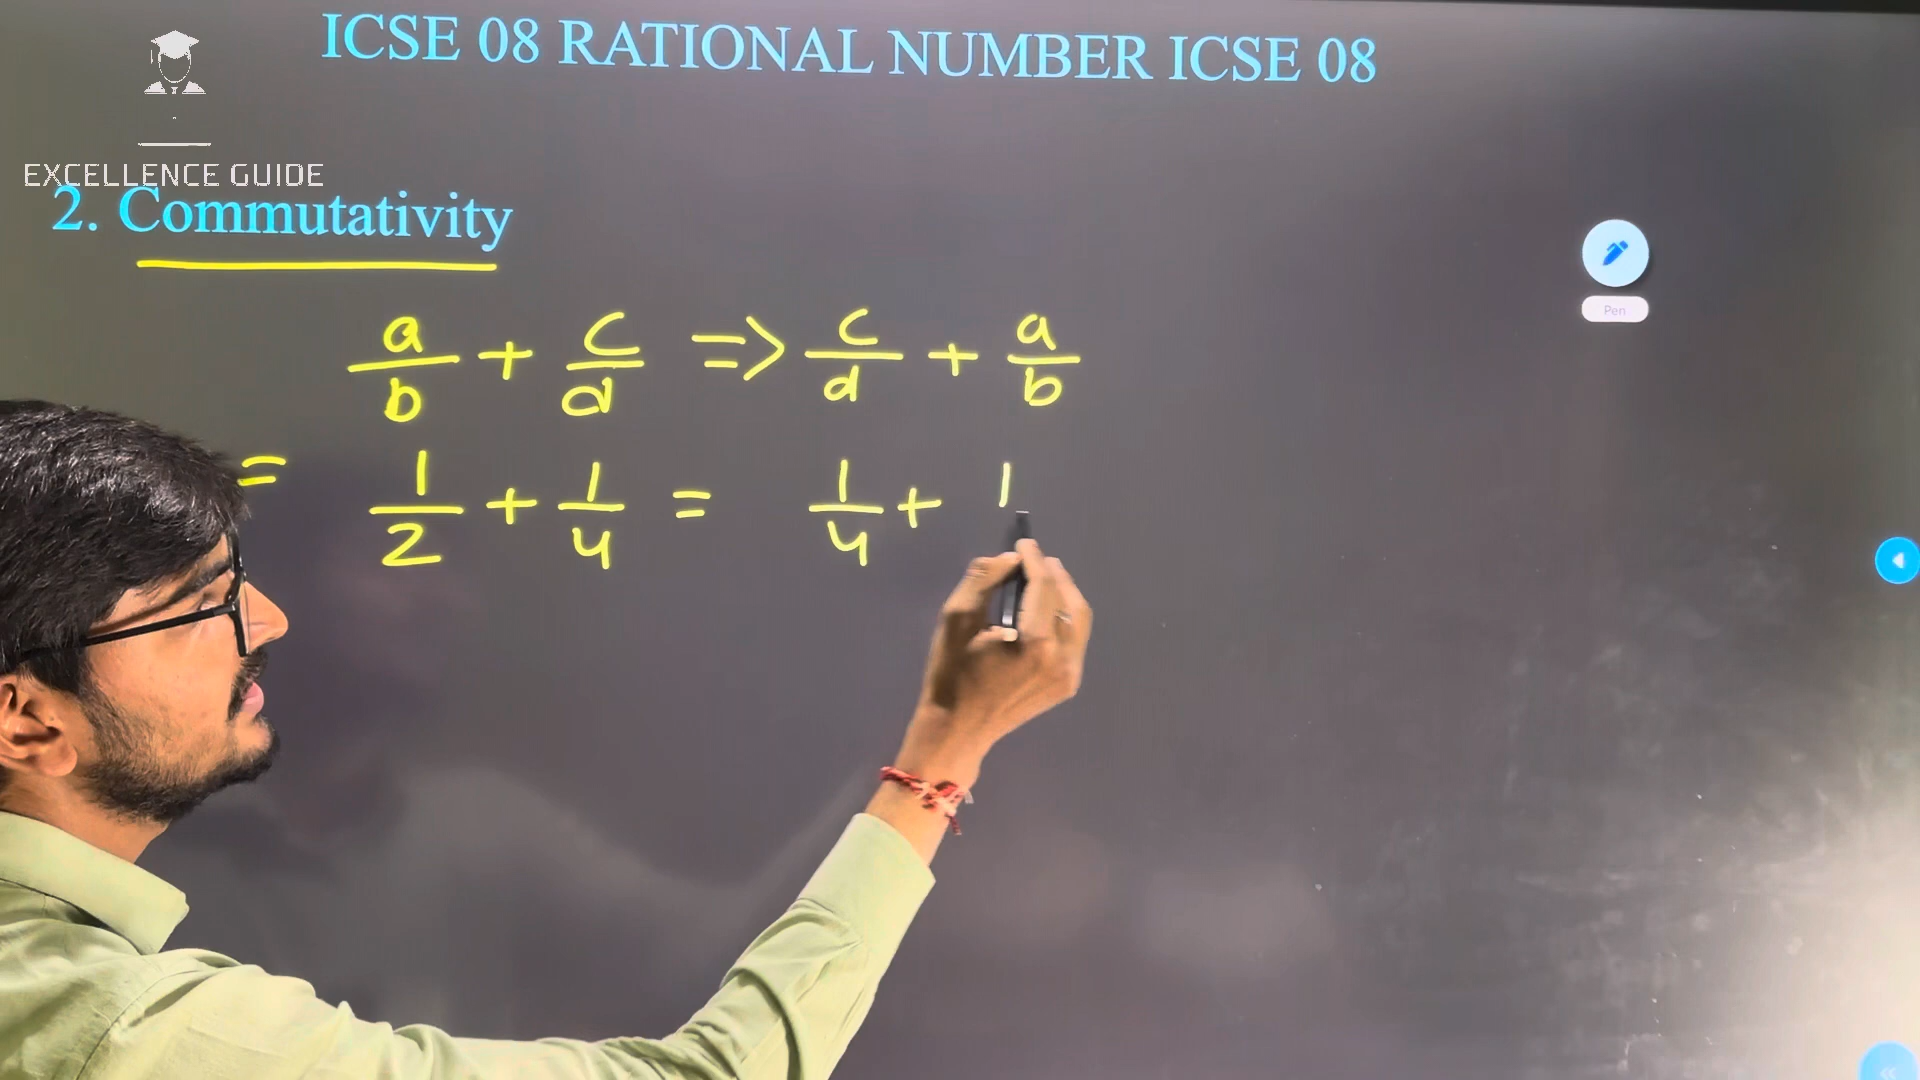 ICSE 08 RATIONAL NUMBER ICSE 08
EXCELLENCE GUIDE
2. Commutativity
a/b + c/d => c/d + a/b
= 1/2 + 1/4 = 1/4 + 1
Pen